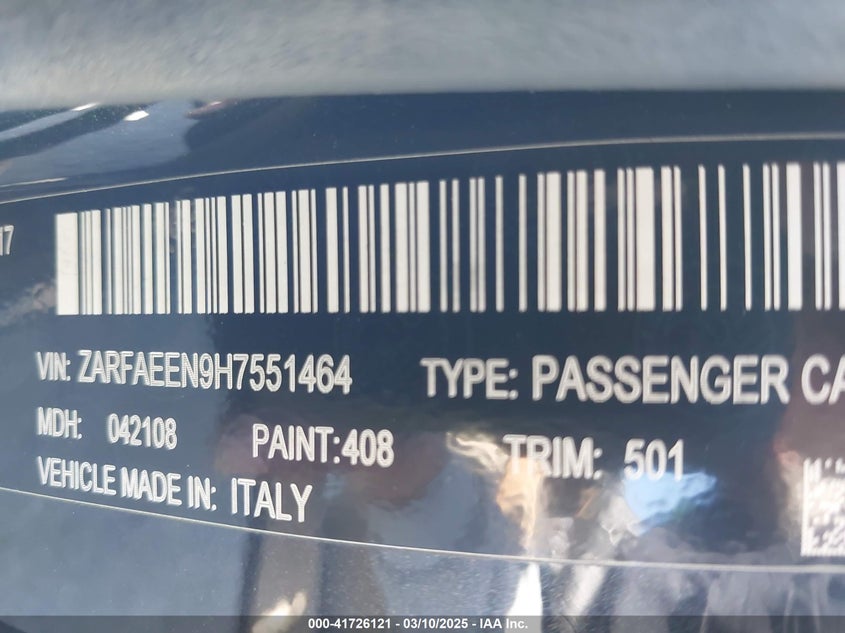 17
VIN: ZARFAEEN9H7551464 TYPE: PASSENGER CA
MDH: 042108 PAINT:408 TRIM: 501
VEHICLE MADE IN: ITALY
000-41726121 — 03/10/2025 — IAA Inc.